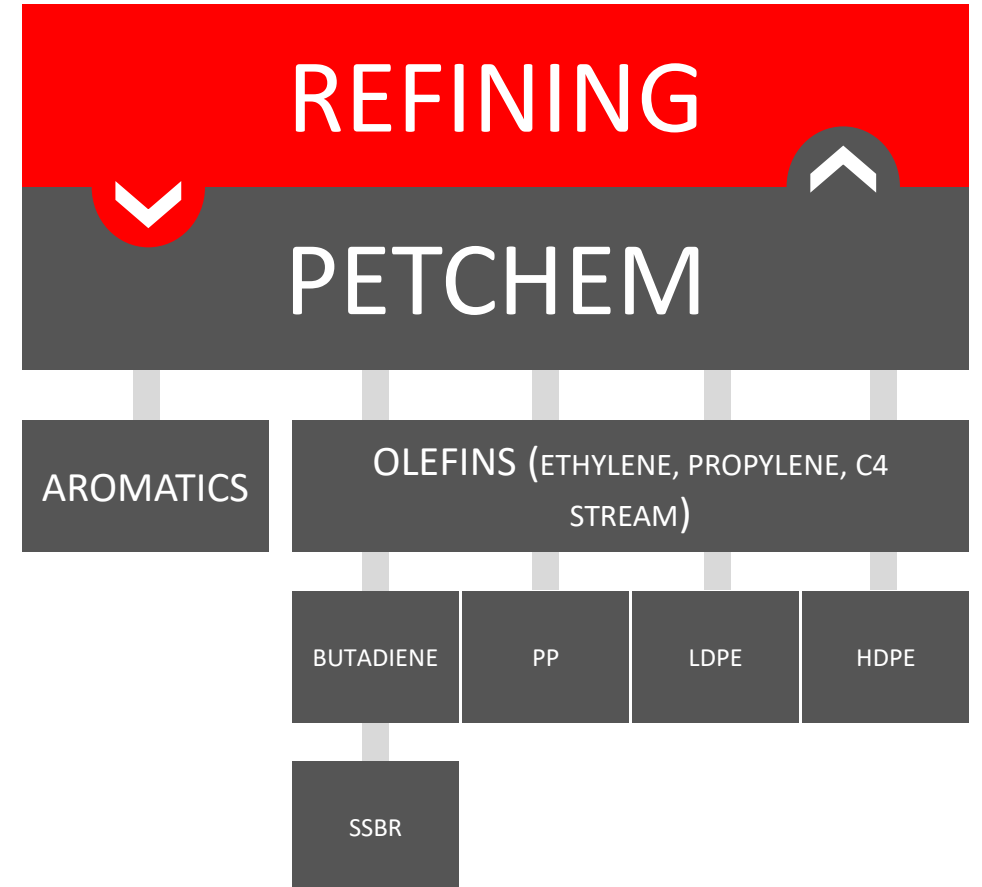 REFINING
PETCHEM
AROMATICS
OLEFINS (ETHYLENE, PROPYLENE, C4
STREAM)
BUTADIENE
PP
LDPE
HDPE
SSBR